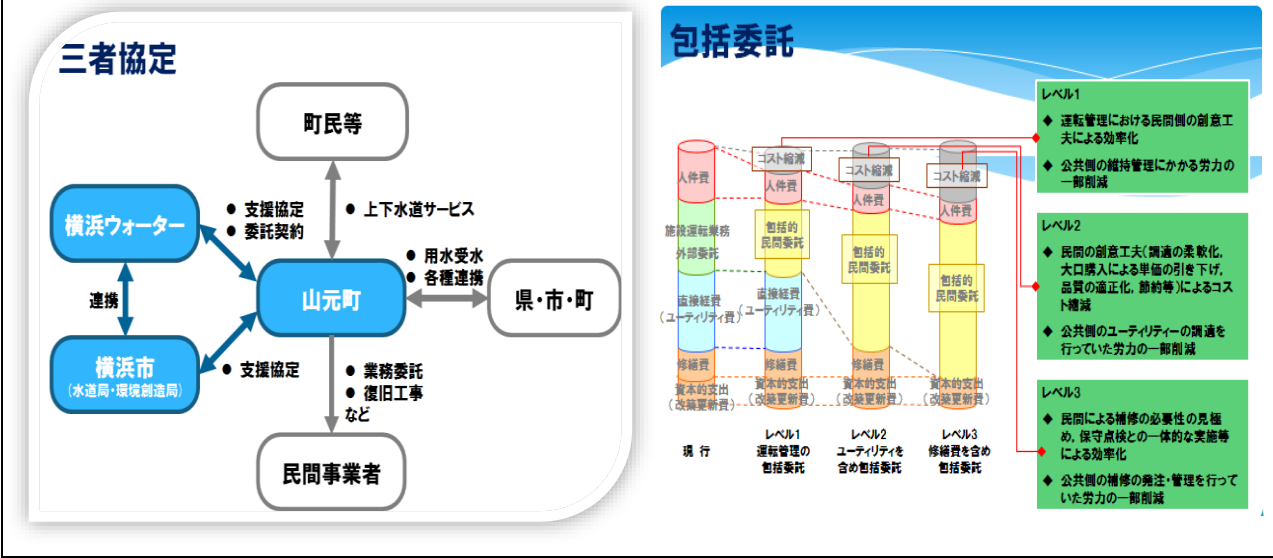 三者協定
町民等
横浜ウォーター
● 支援協定
● 委託契約
● 上下水道サービス
● 用水受水
● 各種連携
連携
山元町
県・市・町
横浜市
(水道局・環境創造局)
● 支援協定
● 業務委託
● 復旧工事
など
民間事業者
包括委託
人件費
施設運転業務
外部委託
直接経費
(ユーティリティ費)
修繕費
資本的支出
(改築更新費)
現 行
コスト縮減
人件費
包括的
民間委託
直接経費
(ユーティリティ費)
修繕費
資本的支出
(改築更新費)
レベル1
運転管理の
包括委託
コスト縮減
人件費
包括的
民間委託
修繕費
資本的支出
(改築更新費)
レベル2
ユーティリティを
含め包括委託
コスト縮減
人件費
包括的
民間委託
資本的支出
(改築更新費)
レベル3
修繕費を含め
包括委託
レベル1
◆ 運転管理における民間側の創意工
夫による効率化
◆ 公共側の維持管理にかかる労力の
一部削減
レベル2
◆ 民間の創意工夫(調達の柔軟化,
大口購入による単価の引き下げ,
品質の適正化, 節約等)によるコス
ト縮減
◆ 公共側のユーティリティーの調達を
行っていた労力の一部削減
レベル3
◆ 民間による補修の必要性の見極
め, 保守点検との一体的な実施等
による効率化
◆ 公共側の補修の発注・管理を行って
いた労力の一部削減